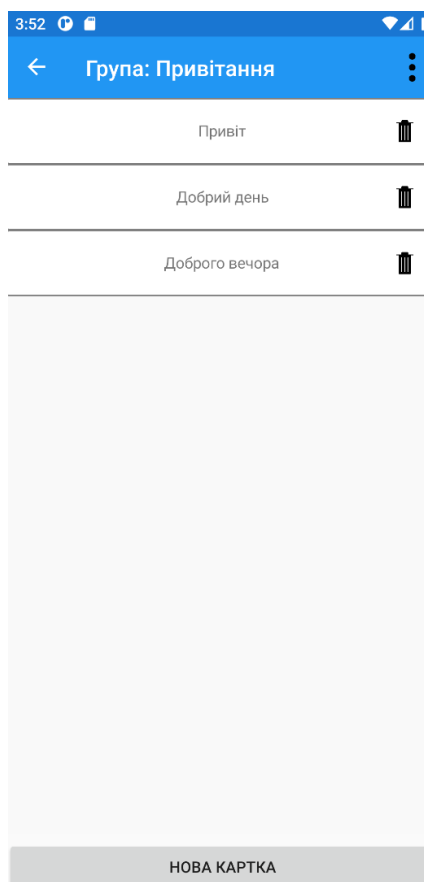 3:52
Група: Привітання
Привіт
Добрий день
Доброго вечора
НОВА КАРТКА